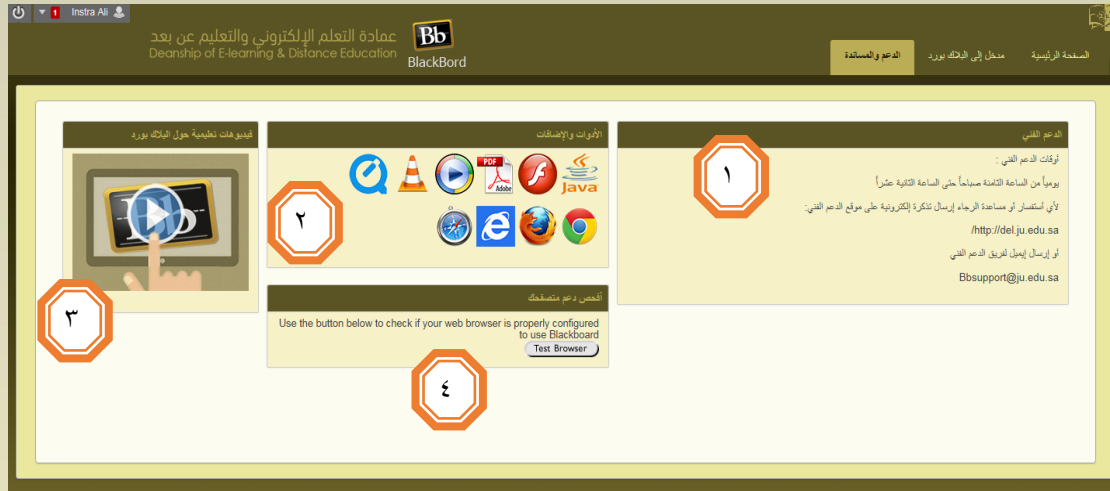 Instra Ali
1
عمادة التعلم الإلكتروني والتعليم عن بعد
Deanship of E-learning & Distance Education
Bb
BlackBord
الصفحة الرئيسية
مدخل إلى البلاك بورد
الدعم والمساندة
الدعم الفني
أوقات الدعم الفني :
يومياً من الساعة الثامنة صباحاً حتى الساعة الثانية عشراً
لأي أستفسار أو مساعدة الرجاء إرسال تذكرة إلكترونية على موقع الدعم الفني:
/http://del.ju.edu.sa
أو إرسال إيميل لفريق الدعم الفني
Bbsupport@ju.edu.sa
١
الأدوات والإضافات
Java
PDF
Adobe
٢
فيديوهات تعليمية حول البلاك بورد
Bb
٣
أفحص دعم متصفحك
Use the button below to check if your web browser is properly configured
to use Blackboard
Test Browser
٤